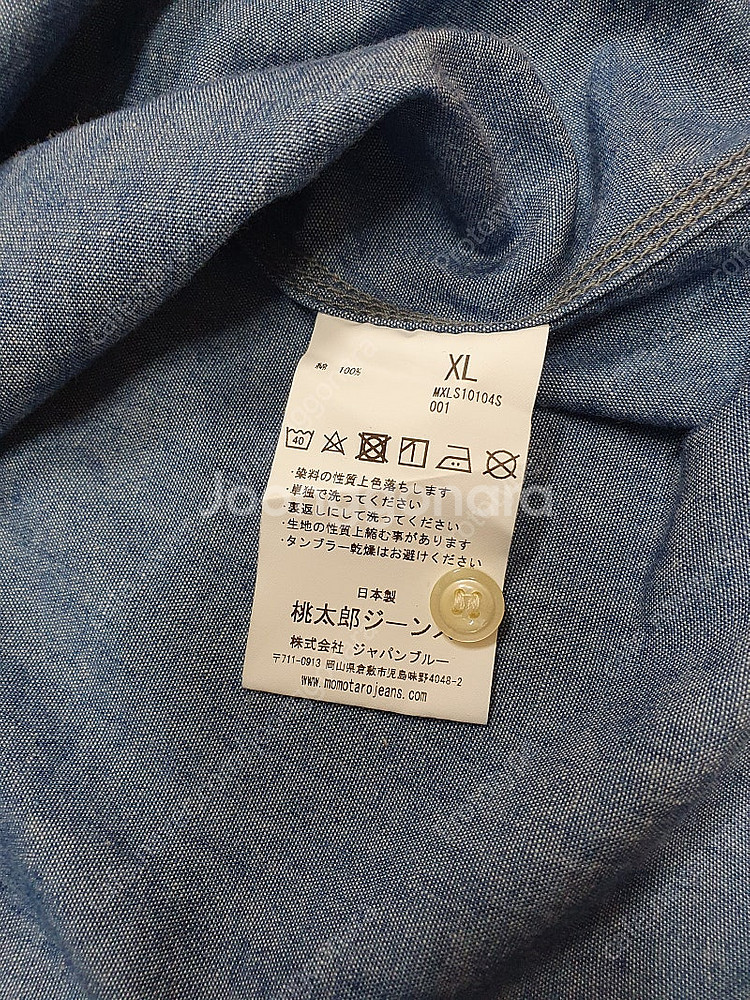 綿 100%
XL
MXLS10104S
001
40
・染料の性質上色落ちします
・単独で洗ってください
・裏返しにして洗ってください
・生地の性質上縮む事があります
・タンブラー乾燥はお避けください
日本製
桃太郎ジーン
株式会社 ジャパンブルー
〒711-0913 岡山県倉敷市児島味野4048-2
www.momotarojeans.com